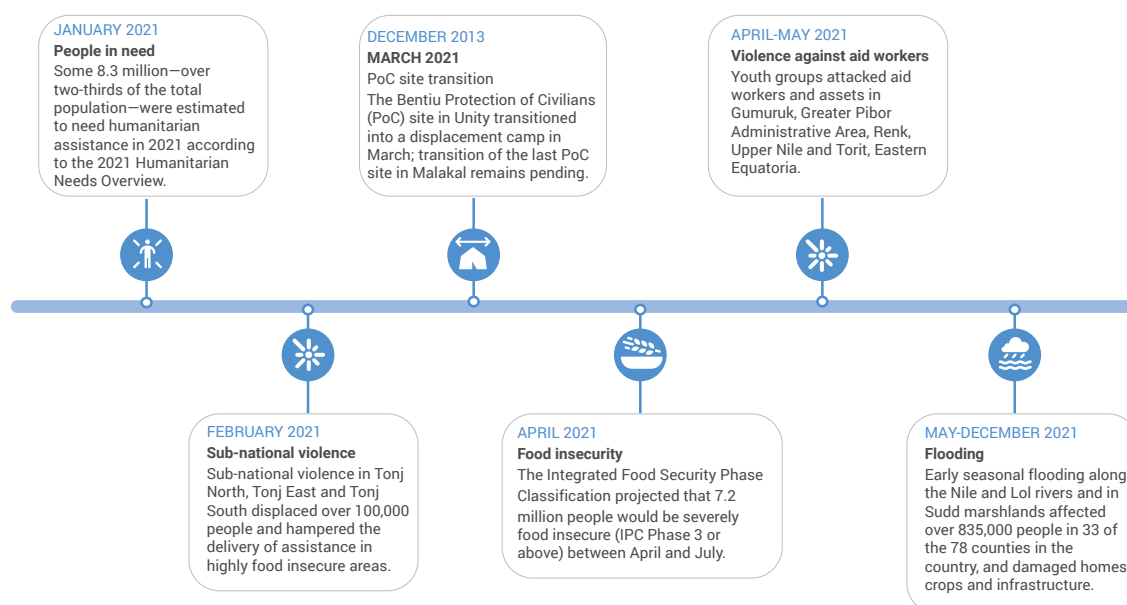 JANUARY 2021
People in need
Some 8.3 million—over
two-thirds of the total
population—were estimated
to need humanitarian
assistance in 2021 according
to the 2021 Humanitarian
Needs Overview.
FEBRUARY 2021
Sub-national violence
Sub-national violence in Tonj
North, Tonj East and Tonj
South displaced over 100,000
people and hampered the
delivery of assistance in
highly food insecure areas.
DECEMBER 2013
MARCH 2021
PoC site transition
The Bentiu Protection of Civilians
(PoC) site in Unity transitioned
into a displacement camp in
March; transition of the last PoC
site in Malakal remains pending.
APRIL 2021
Food insecurity
The Integrated Food Security Phase
Classification projected that 7.2
million people would be severely
food insecure (IPC Phase 3 or
above) between April and July.
APRIL-MAY 2021
Violence against aid workers
Youth groups attacked aid
workers and assets in
Gumuruk, Greater Pibor
Administrative Area, Renk,
Upper Nile and Torit, Eastern
Equatoria.
MAY-DECEMBER 2021
Flooding
Early seasonal flooding along
the Nile and Lol rivers and in
Sudd marshlands affected
over 835,000 people in 33 of
the 78 counties in the
country, and damaged homes
crops and infrastructure.